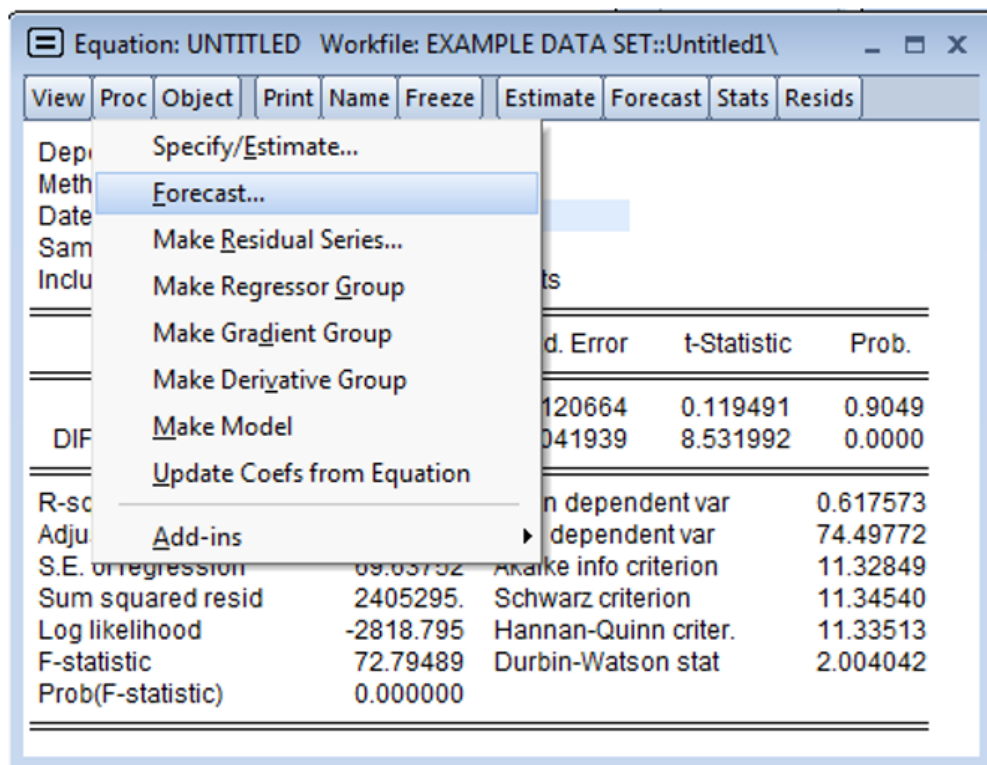 Equation: UNTITLED Workfile: EXAMPLE DATA SET::Untitled1\
View Proc Object Print Name Freeze Estimate Forecast Stats Resids
Specify/Estimate...
Forecast...
Make Residual Series...
Make Regressor Group
Make Gradient Group
Make Derivative Group
Make Model
Update Coefs from Equation
Add-ins
Dep
Meth
Date
Sam
Inclu ts
d. Error t-Statistic Prob.
120664 0.119491 0.9049
DIF 041939 8.531992 0.0000
R-sq n dependent var 0.617573
Adju dependent var 74.49772
S.E. of regression 69.63752 Akaike info criterion 11.32849
Sum squared resid 2405295. Schwarz criterion 11.34540
Log likelihood -2818.795 Hannan-Quinn criter. 11.33513
F-statistic 72.79489 Durbin-Watson stat 2.004042
Prob(F-statistic) 0.000000